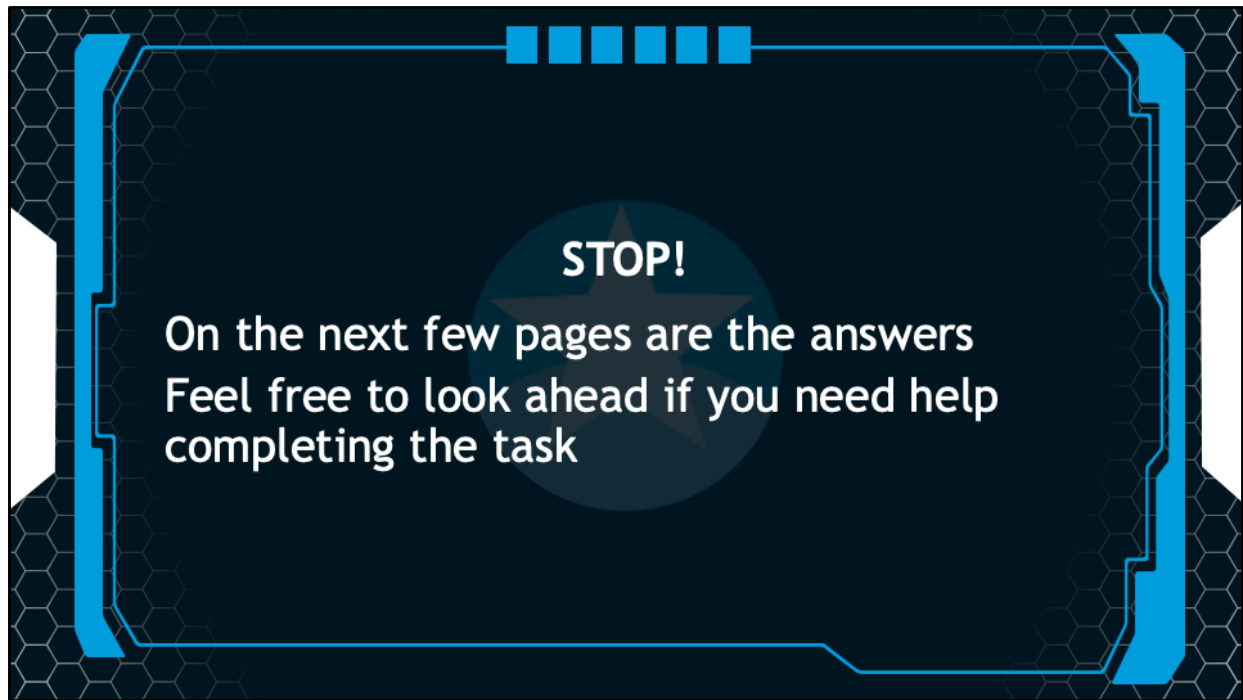 STOP!
On the next few pages are the answers
Feel free to look ahead if you need help
completing the task